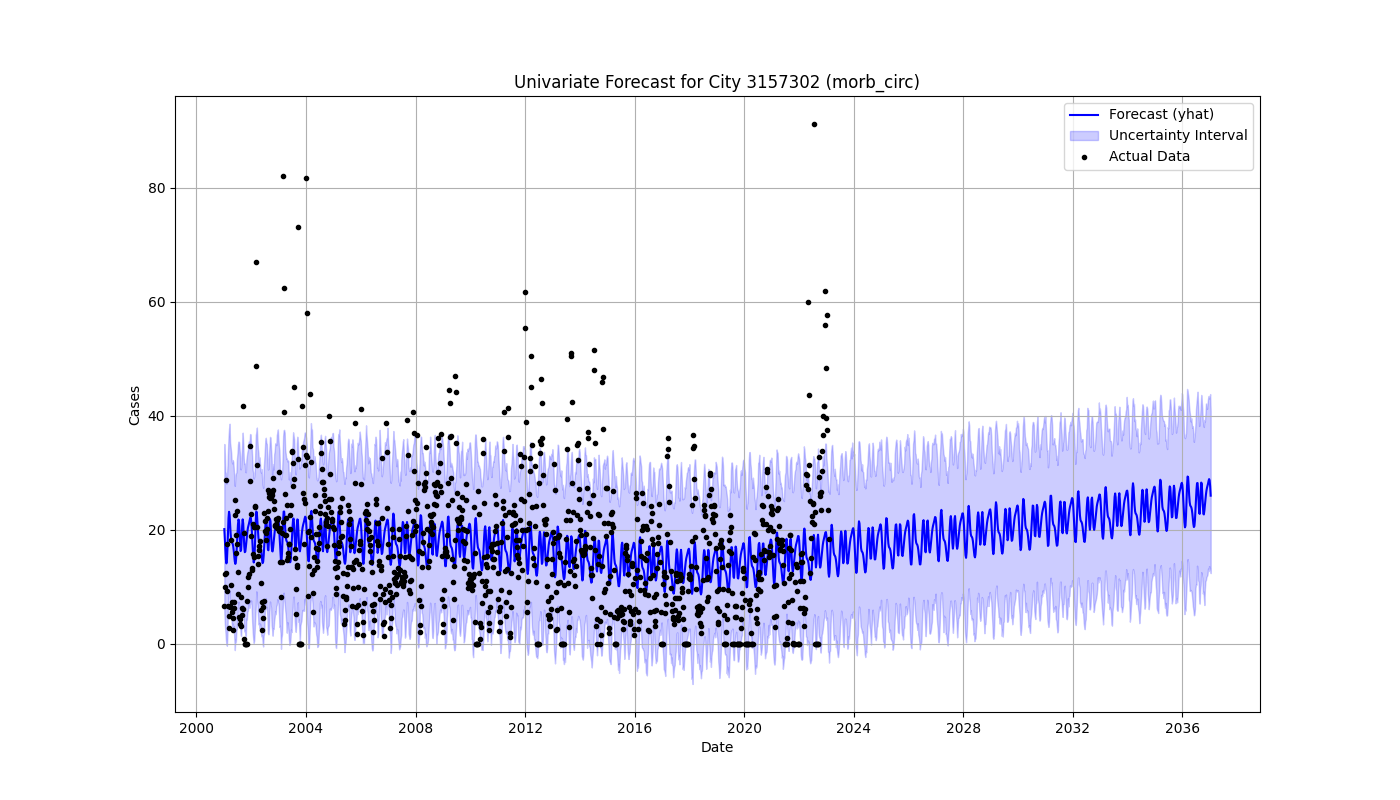 Univariate Forecast for City 3157302 (morb_circ)
Forecast (yhat)
Uncertainty Interval
Actual Data
Cases
80
60
40
20
0
2000 2004 2008 2012 2016 2020 2024 2028 2032 2036
Date